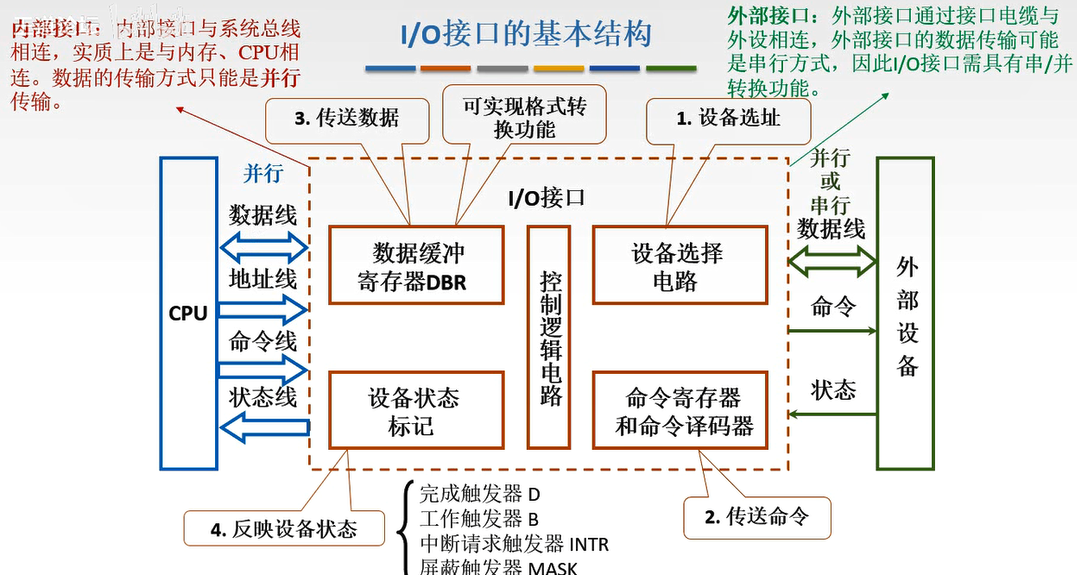 I/O接口的基本结构
内部接口：内部接口与系统总线
相连，实质上是与内存、CPU相
连。数据的传输方式只能是并行
传输。
外部接口：外部接口通过接口电缆与
外设相连，外部接口的数据传输可能
是串行方式，因此I/O接口需具有串/并
转换功能。
3. 传送数据
可实现格式转
换功能
1. 设备选址
并行
数据线
地址线
命令线
状态线
CPU
I/O接口
数据缓冲
寄存器DBR
控制逻辑电路
设备选择
电路
设备状态
标记
命令寄存器
和命令译码器
并行
或
串行
数据线
命令
状态
外部设备
4. 反映设备状态
完成触发器 D
工作触发器 B
中断请求触发器 INTR
屏蔽触发器 MASK
2. 传送命令